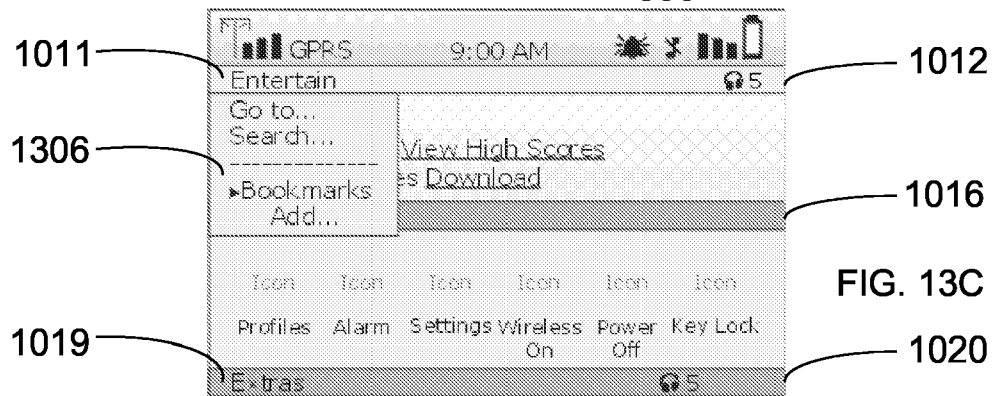 GPRS 9:00 AM
1011
1012
Entertain 5
Go to...
Search...
1306
View High Scores
es Download
▸Bookmarks
Add...
1016
Icon Icon Icon Icon Icon Icon
FIG. 13C
Profiles Alarm Settings Wireless On Power Off Key Lock
1019
1020
Extras 5